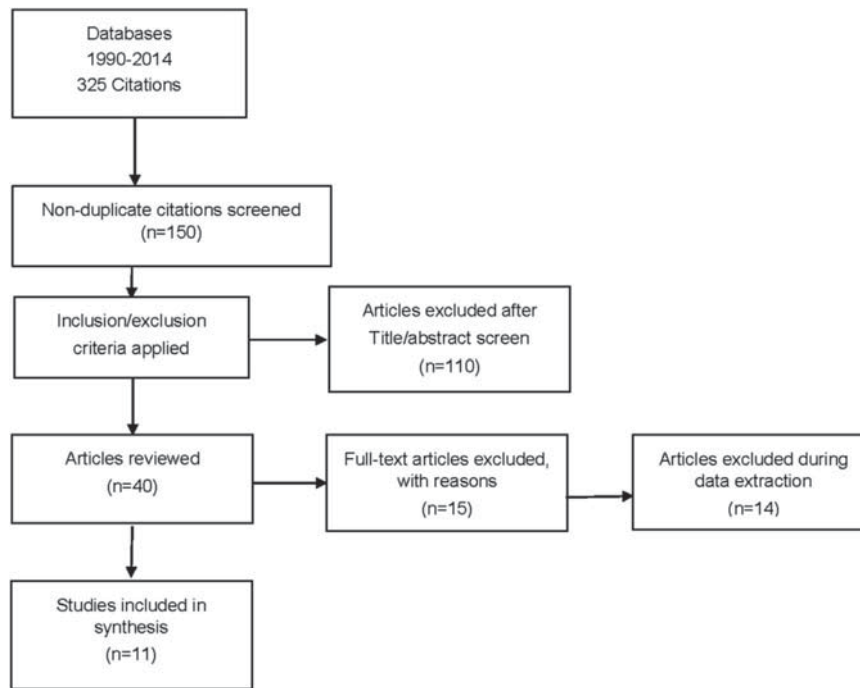 Databases
1990-2014
325 Citations
Non-duplicate citations screened
(n=150)
Inclusion/exclusion
criteria applied
Articles excluded after
Title/abstract screen
(n=110)
Articles reviewed
(n=40)
Full-text articles excluded,
with reasons
(n=15)
Articles excluded during
data extraction
(n=14)
Studies included in
synthesis
(n=11)